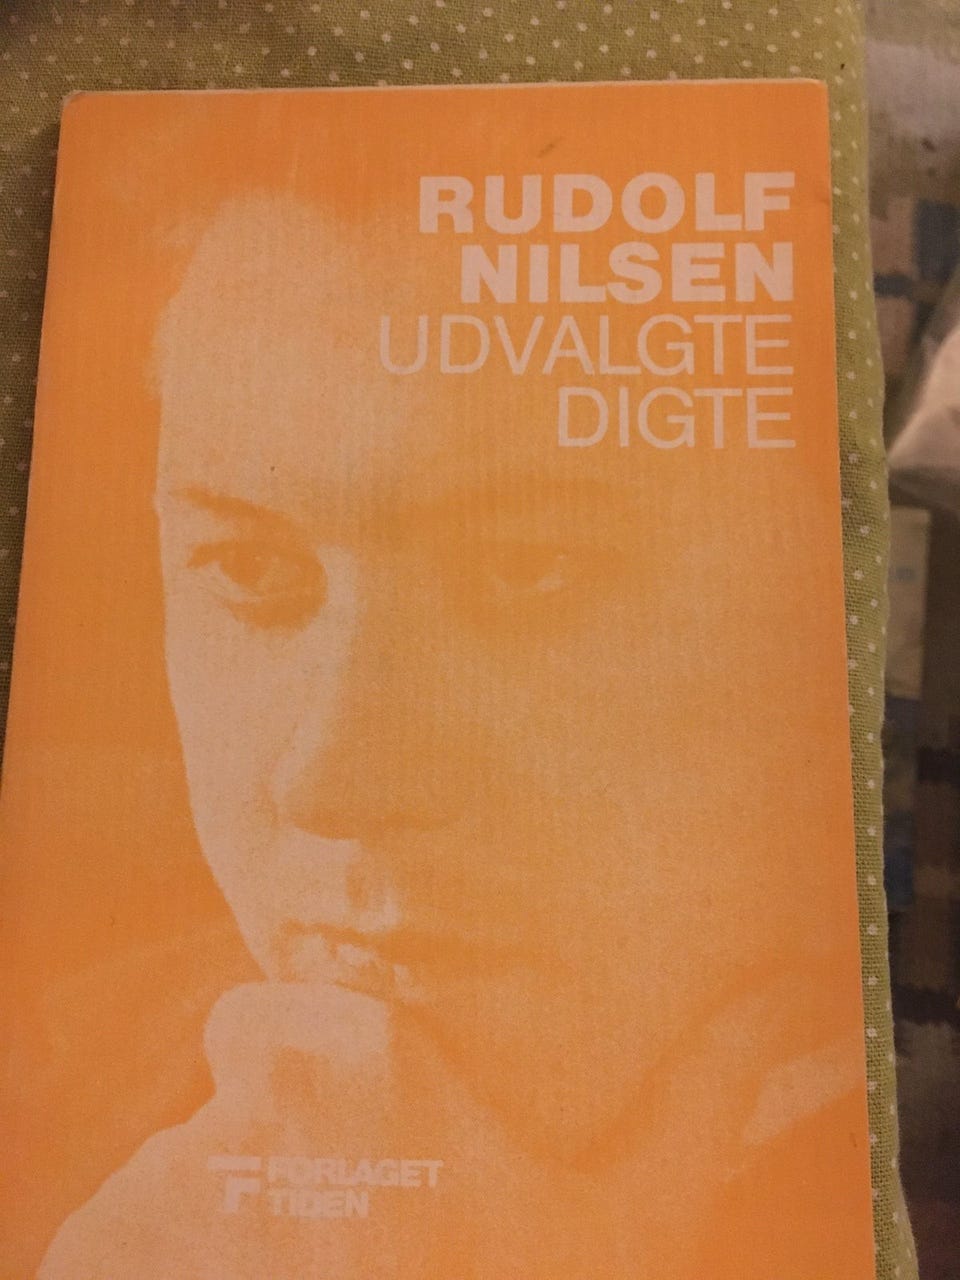 RUDOLF
NILSEN
UDVALGTE
DIGTE
FORLAGET
TIDEN